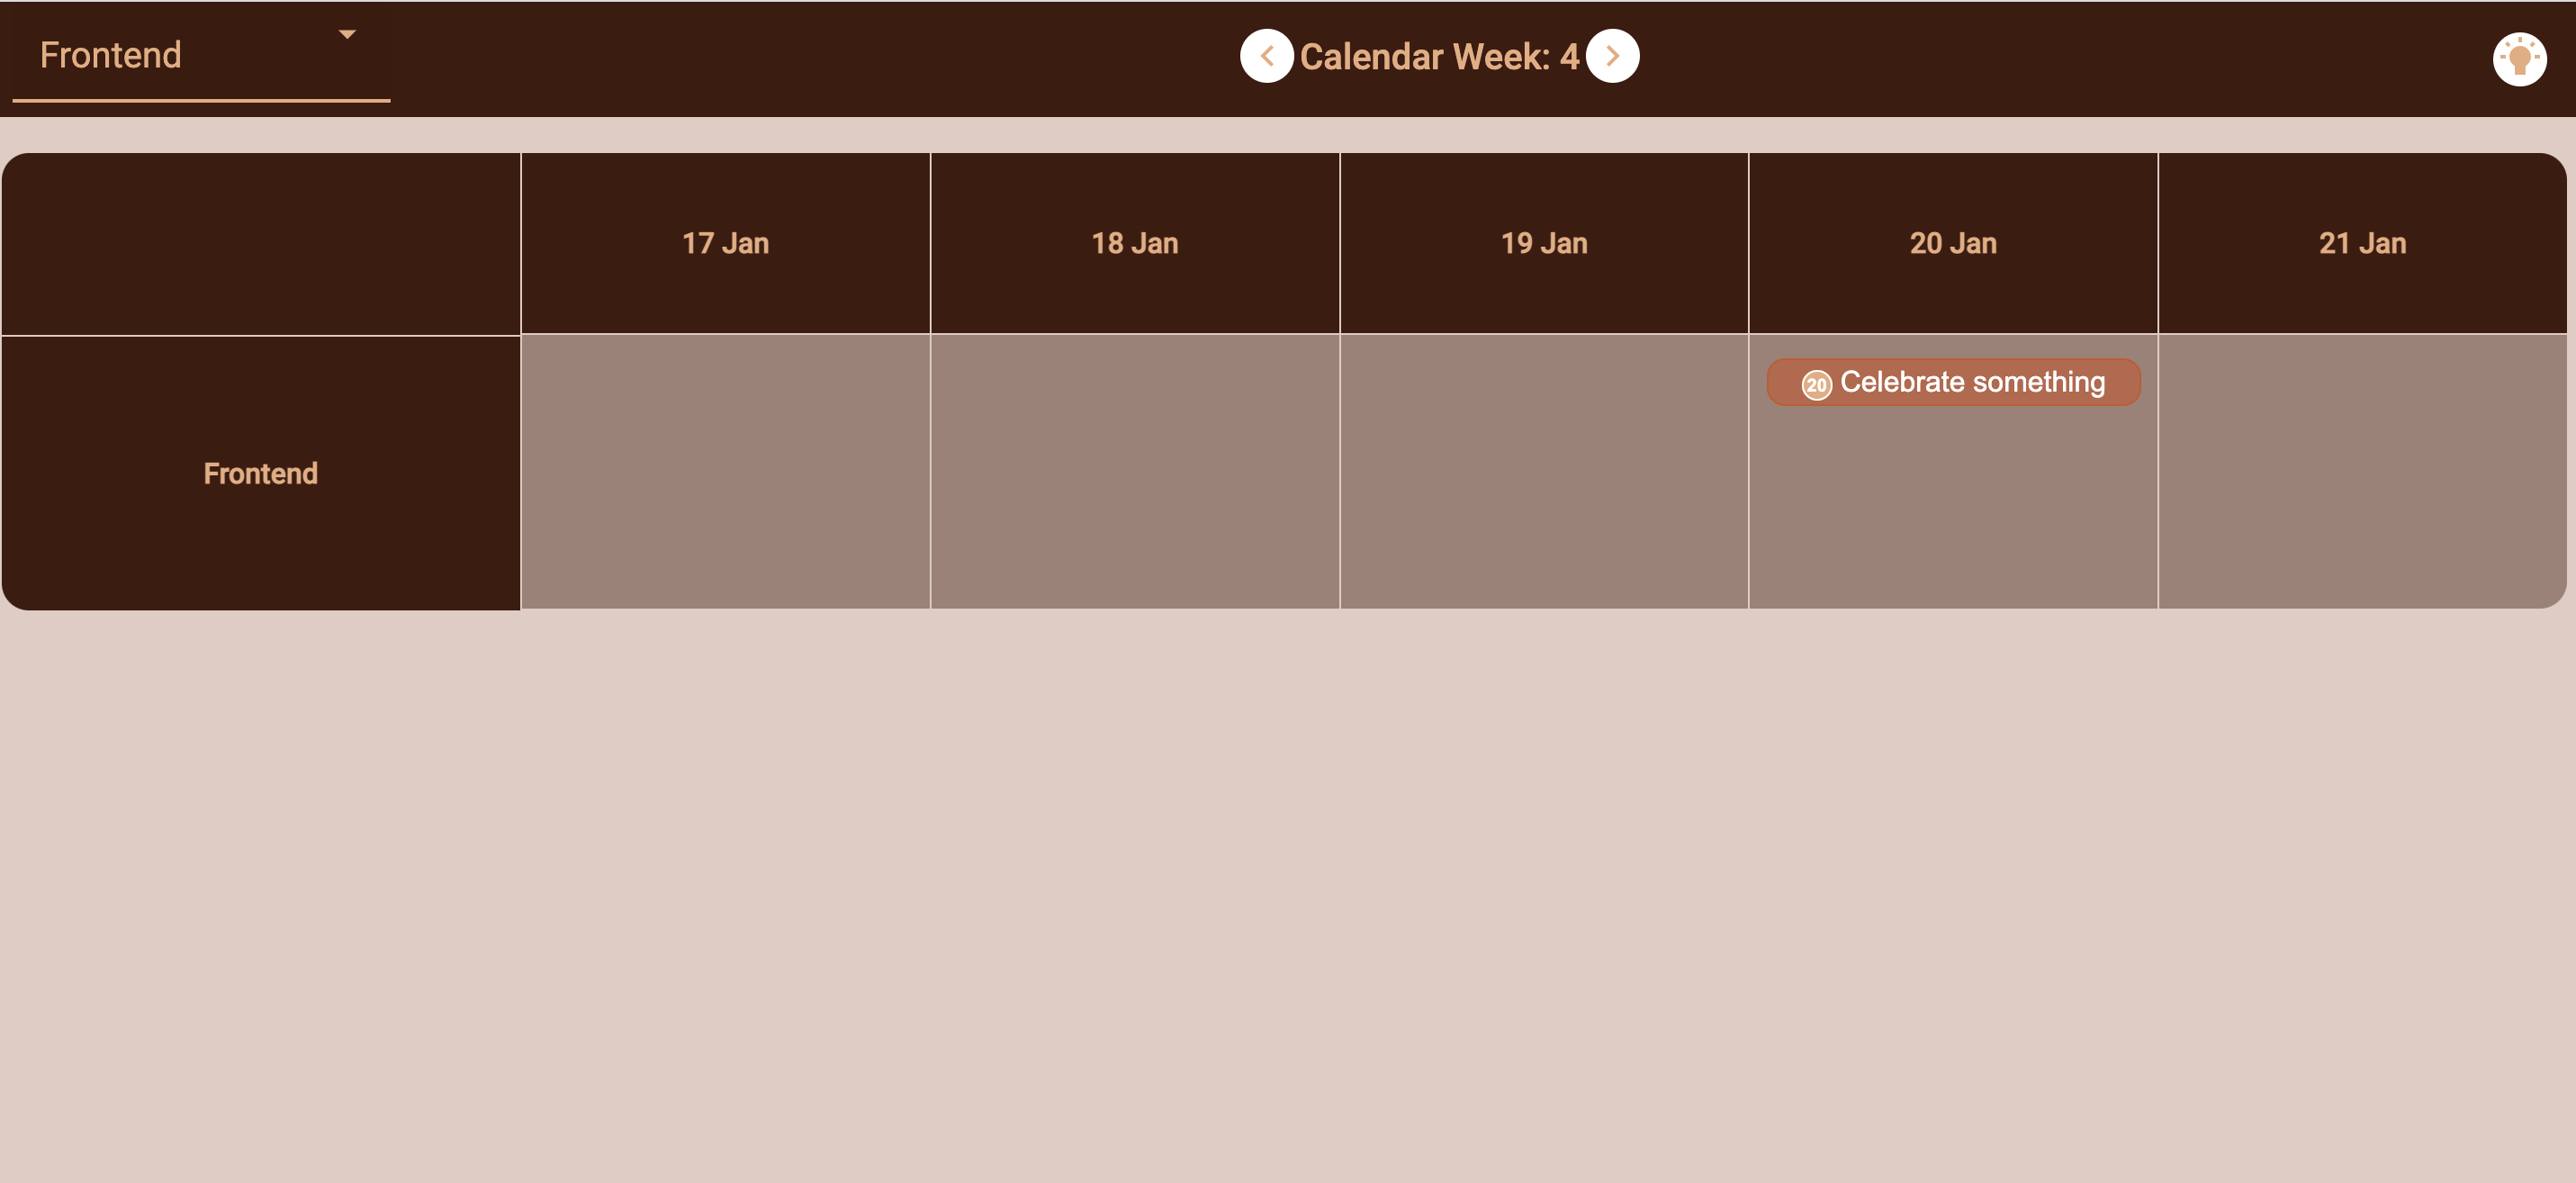 Frontend
Calendar Week: 4
17 Jan
18 Jan
19 Jan
20 Jan
21 Jan
Frontend
20 Celebrate something